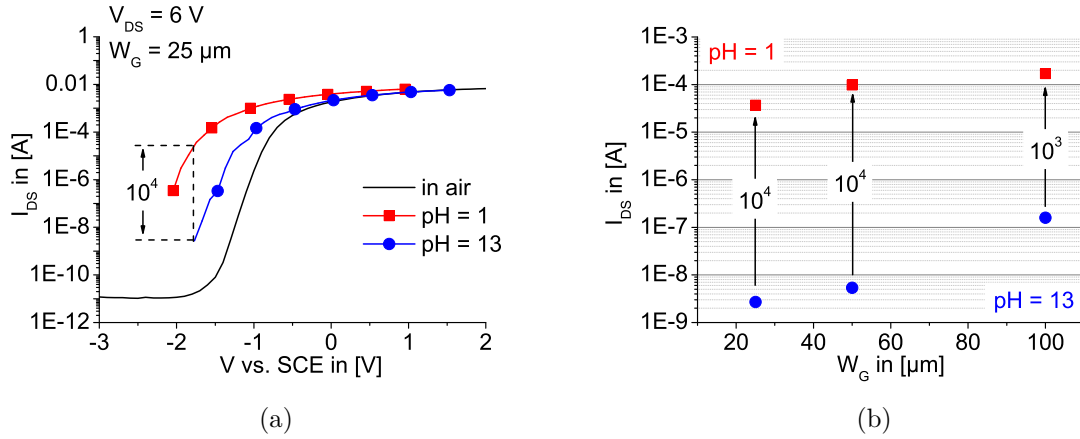 V_DS = 6 V
W_G = 25 µm
I_DS in [A]
1
0.01
1E-4
1E-6
1E-8
1E-10
1E-12
10^4
in air
pH = 1
pH = 13
-3 -2 -1 0 1 2
V vs. SCE in [V]
(a)
I_DS in [A]
1E-3
1E-4
1E-5
1E-6
1E-7
1E-8
1E-9
pH = 1
10^4
10^4
10^3
pH = 13
20 40 60 80 100
W_G in [µm]
(b)